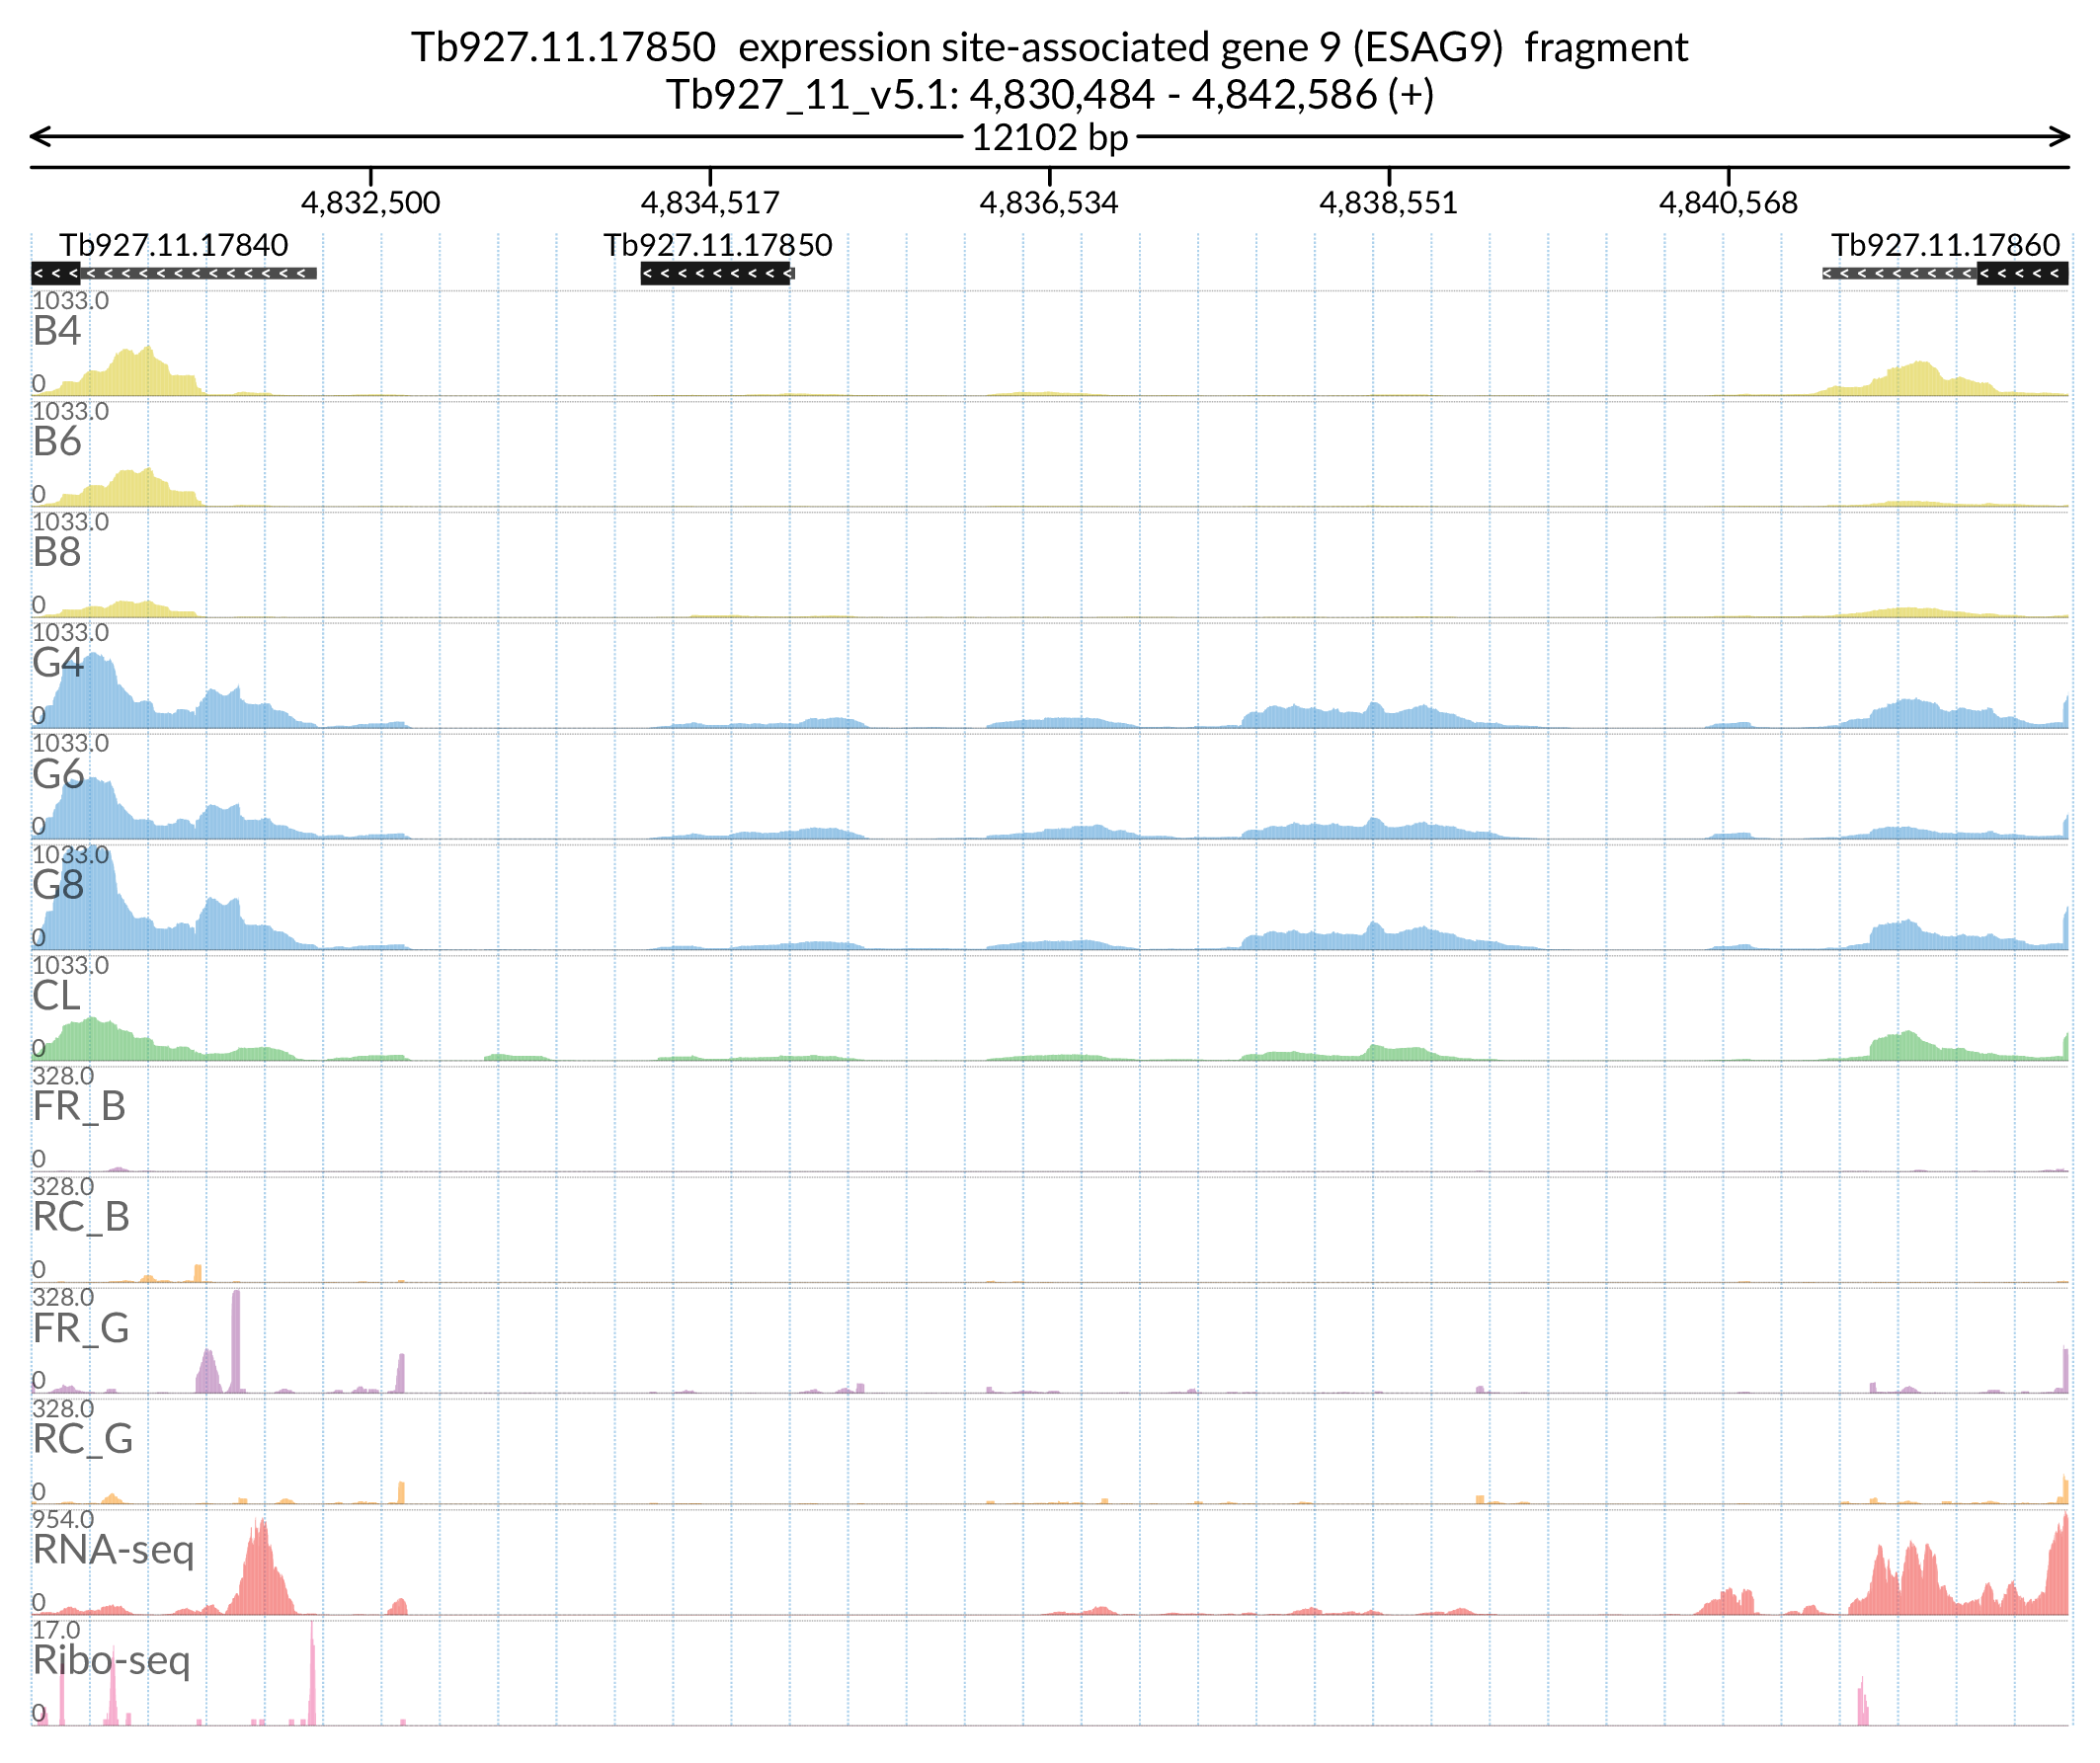 Tb927.11.17850 expression site-associated gene 9 (ESAG9) fragment
Tb927_11_v5.1: 4,830,484 - 4,842,586 (+)
12102 bp
4,832,500 4,834,517 4,836,534 4,838,551 4,840,568
Tb927.11.17840 Tb927.11.17850 Tb927.11.17860
1033.0
B4
0
1033.0
B6
0
1033.0
B8
0
1033.0
G4
0
1033.0
G6
0
1033.0
G8
0
1033.0
CL
0
328.0
FR_B
0
328.0
RC_B
0
328.0
FR_G
0
328.0
RC_G
0
954.0
RNA-seq
0
17.0
Ribo-seq
0